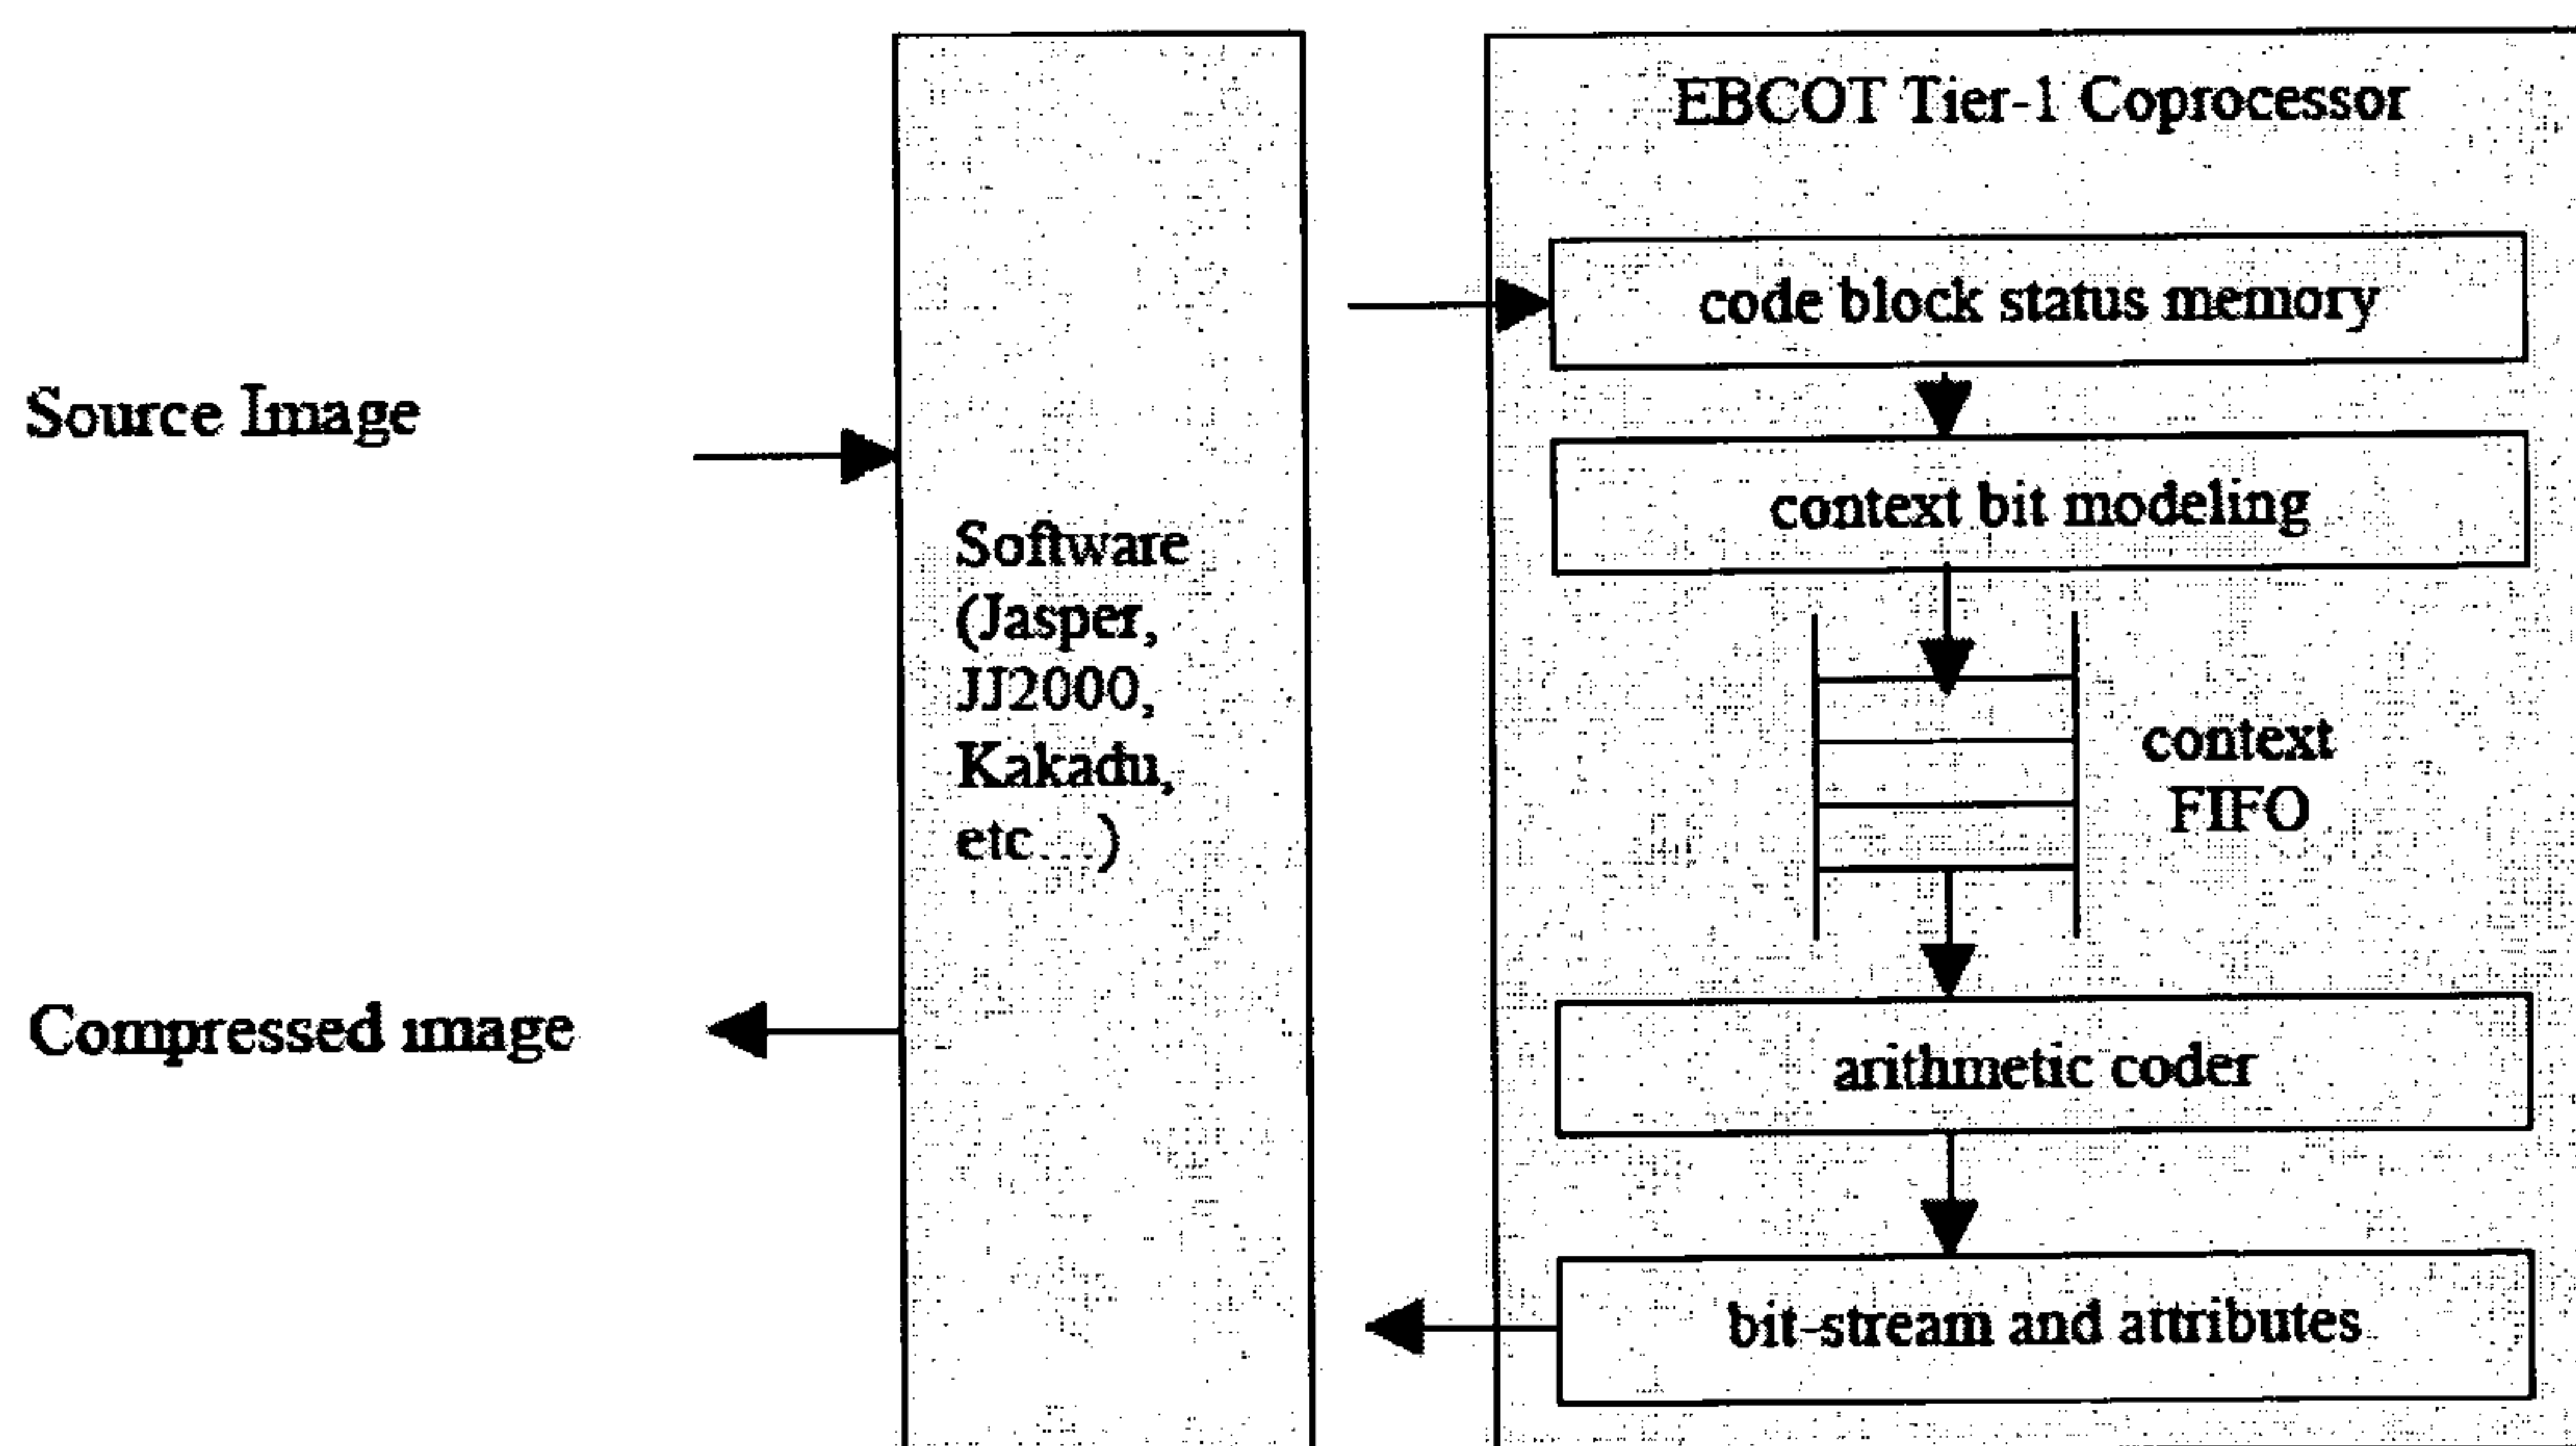 EBCOT Tier-1 Coprocessor
code block status memory
Source Image
context bit modeling
Software
(Jasper,
JJ2000,
Kakadu,
etc...)
context
FIFO
Compressed image
arithmetic coder
bit-stream and attributes